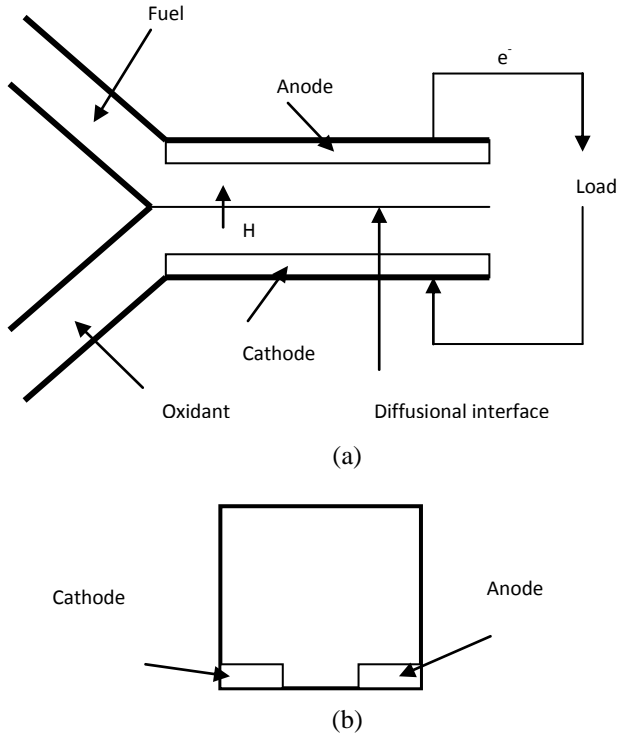 Fuel
e-
Anode
Load
H
Cathode
Oxidant
Diffusional interface
(a)
Cathode
Anode
(b)